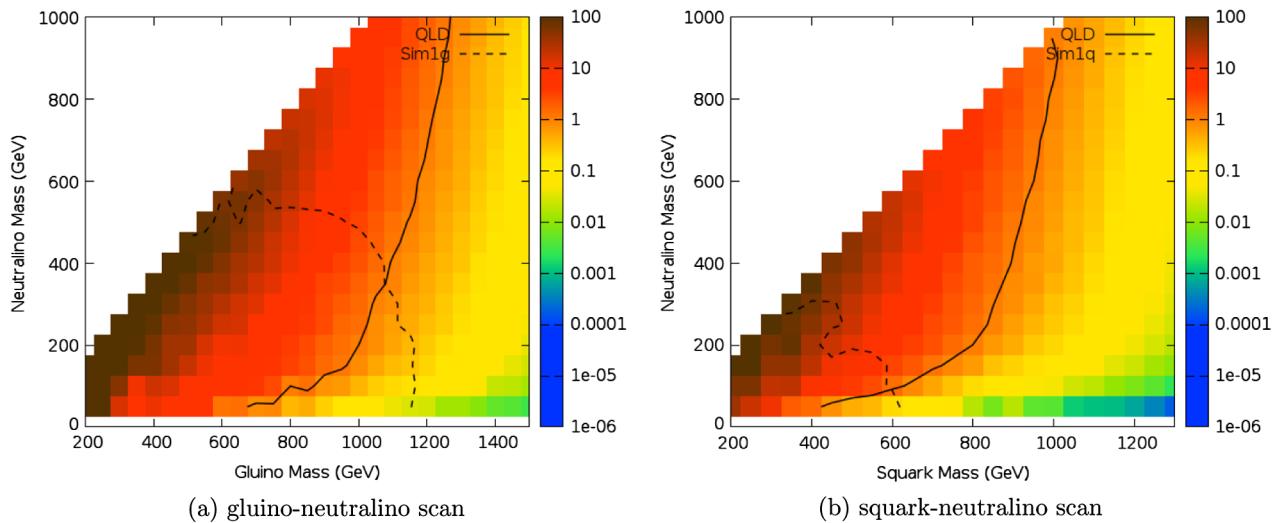 QLD
Sim1g
1000
800
600
400
200
0
Neutralino Mass (GeV)
200 400 600 800 1000 1200 1400
Gluino Mass (GeV)
100
10
1
0.1
0.01
0.001
0.0001
1e-05
1e-06
(a) gluino-neutralino scan
QLD
Sim1q
1000
800
600
400
200
0
Neutralino Mass (GeV)
200 400 600 800 1000 1200
Squark Mass (GeV)
100
10
1
0.1
0.01
0.001
0.0001
1e-05
1e-06
(b) squark-neutralino scan